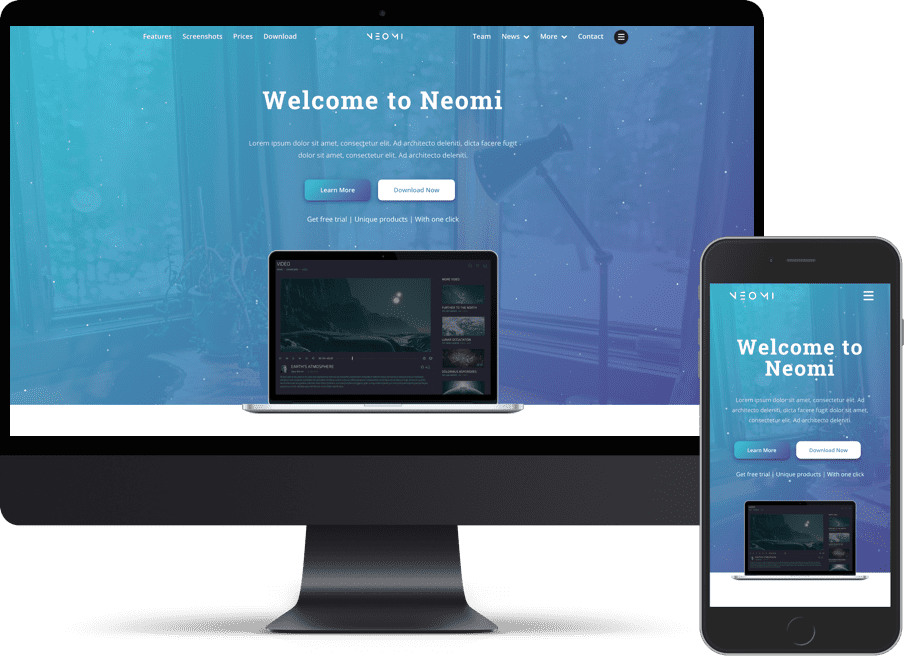 Features Screenshots Prices Download NEOMI Team News More Contact
Welcome to Neomi
Lorem ipsum dolor sit amet, consectetur elit. Ad architecto deleniti, dicta facere fugit
dolor sit amet, consectetur elit. Ad architecto deleniti.
Learn More Download Now
Get free trial | Unique products | With one click
VIDEO
EARTH'S ATMOSPHERE
NEOMI
Welcome to
Neomi
Lorem ipsum dolor sit amet, consectetur elit. Ad
architecto deleniti, dicta facere fugit dolor sit amet,
consectetur elit. Ad architecto deleniti.
Learn More Download Now
Get free trial | Unique products | With one click